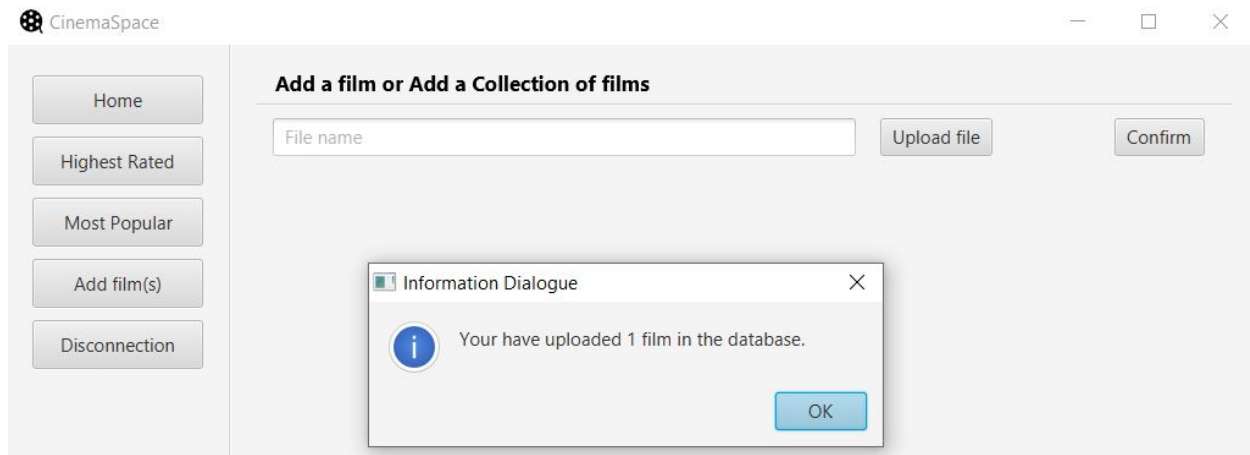 CinemaSpace
Home
Highest Rated
Most Popular
Add film(s)
Disconnection
Add a film or Add a Collection of films
File name
Upload file
Confirm
Information Dialogue
Your have uploaded 1 film in the database.
OK